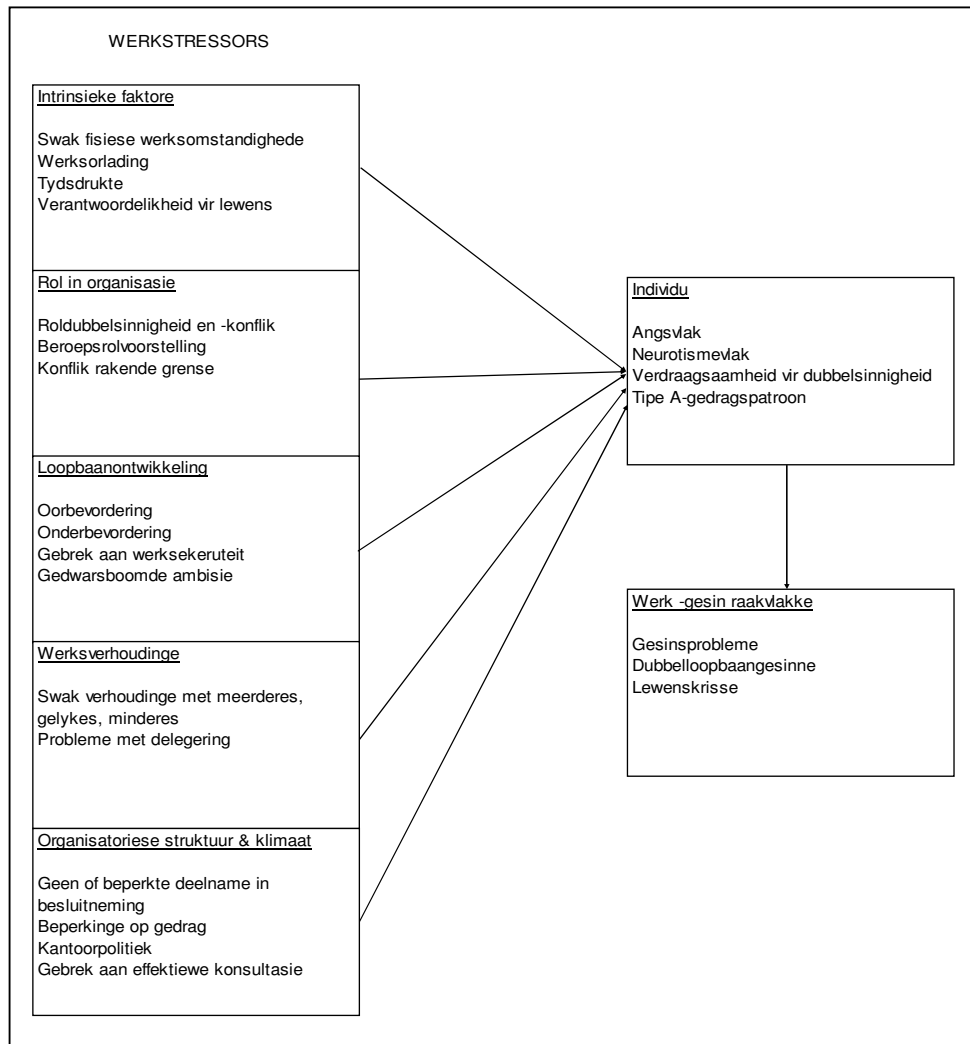 WERKSTRESSORS
Intrinsieke faktore
Swak fisiese werksomstandighede
Werksorlading
Tydsdrukte
Verantwoordelikheid vir lewens
Rol in organisasie
Roldubbelsinnigheid en -konflik
Beroepsrolvoorstelling
Konflik rakende grense
Loopbaanontwikkeling
Oorbevordering
Onderbevordering
Gebrek aan werksekeruteit
Gedwarsboomde ambisie
Werksverhoudinge
Swak verhoudinge met meerderes,
gelykes, minderes
Probleme met delegering
Organisatoriese struktuur & klimaat
Geen of beperkte deelname in
besluitneming
Beperkinge op gedrag
Kantoorpolitiek
Gebrek aan effektiewe konsultasie
Individu
Angsvlak
Neurotismevlak
Verdraagsaamheid vir dubbelsinnigheid
Tipe A-gedragspatroon
Werk -gesin raakvlakke
Gesinsprobleme
Dubbelloopbaangesinne
Lewenskrisse